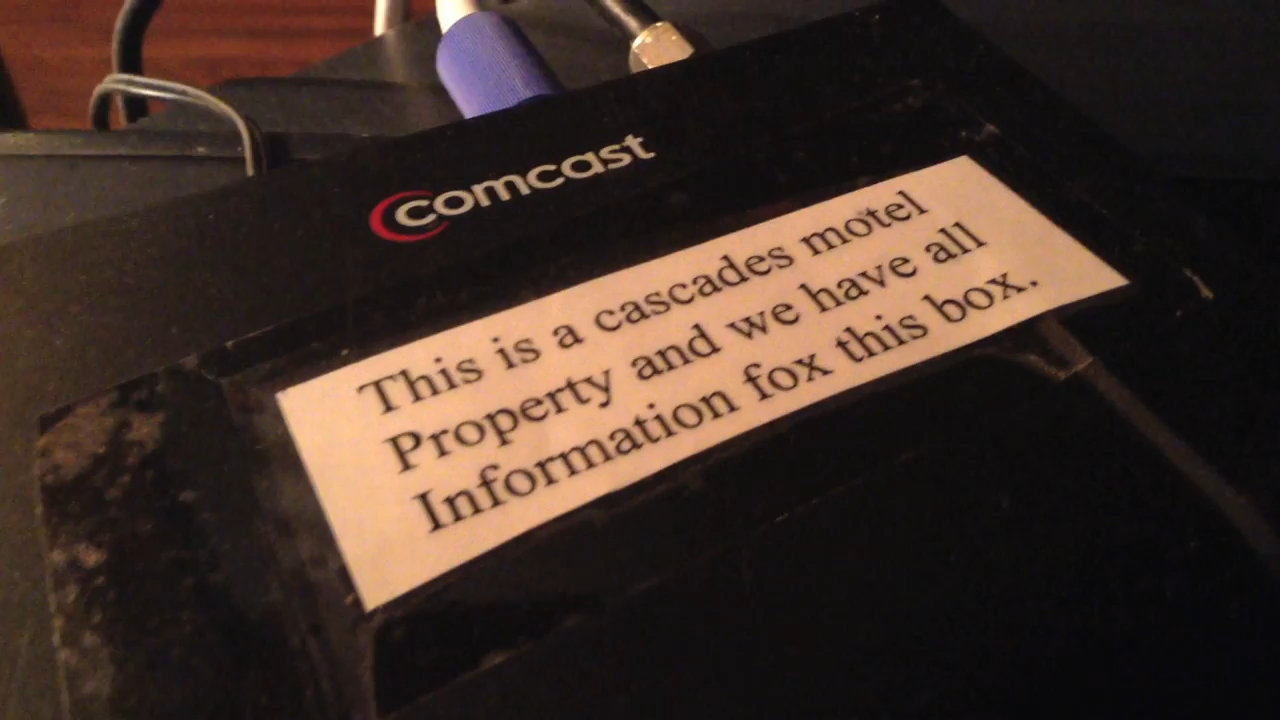 comcast
This is a cascades motel
Property and we have all
Information fox this box.